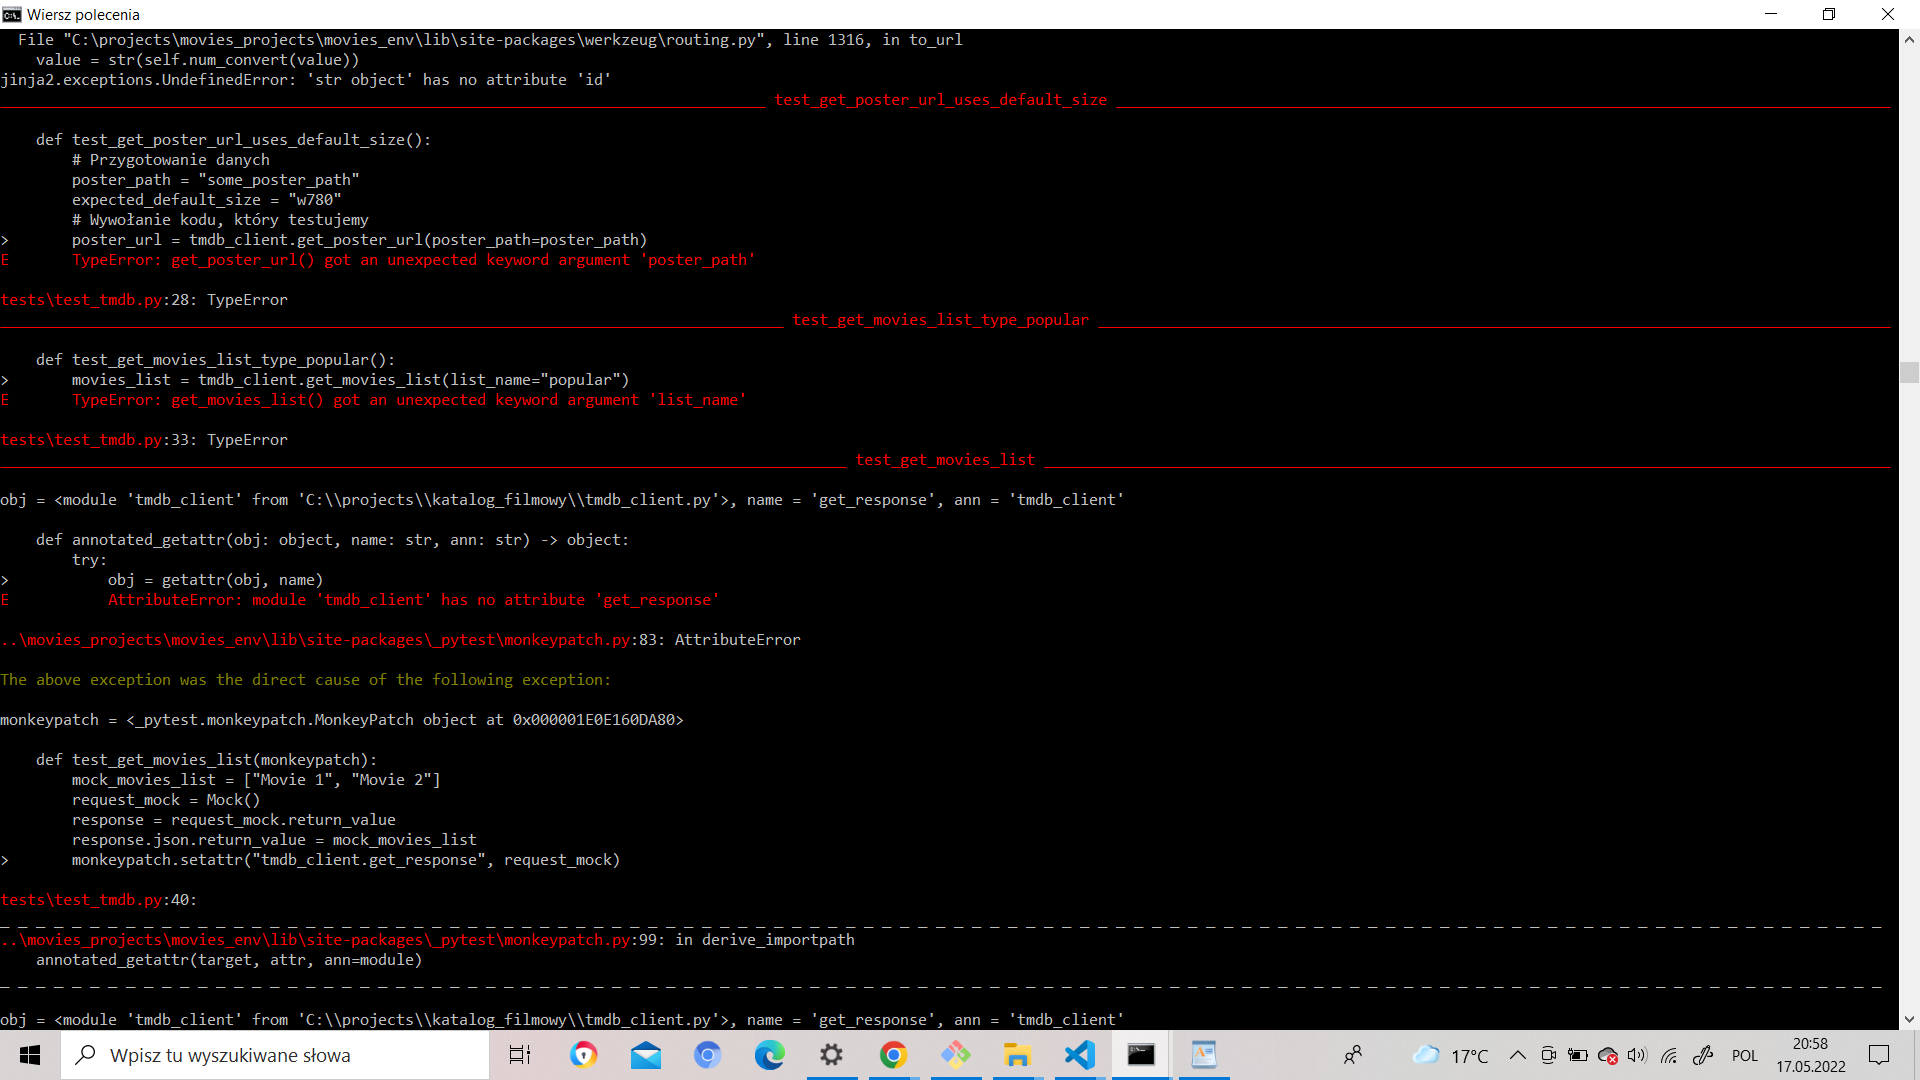 Wiersz polecenia
File "C:\projects\movies_projects\movies_env\lib\site-packages\werkzeug\routing.py", line 1316, in to_url
value = str(self.num_convert(value))
jinja2.exceptions.UndefinedError: 'str object' has no attribute 'id'
test_get_poster_url_uses_default_size
def test_get_poster_url_uses_default_size():
# Przygotowanie danych
poster_path = "some_poster_path"
expected_default_size = "w780"
# Wywołanie kodu, który testujemy
> poster_url = tmdb_client.get_poster_url(poster_path=poster_path)
E TypeError: get_poster_url() got an unexpected keyword argument 'poster_path'
tests\test_tmdb.py:28: TypeError
test_get_movies_list_type_popular
def test_get_movies_list_type_popular():
> movies_list = tmdb_client.get_movies_list(list_name="popular")
E TypeError: get_movies_list() got an unexpected keyword argument 'list_name'
tests\test_tmdb.py:33: TypeError
test_get_movies_list
obj = <module 'tmdb_client' from 'C:\\projects\\katalog_filmowy\\tmdb_client.py'>, name = 'get_response', ann = 'tmdb_client'
def annotated_getattr(obj: object, name: str, ann: str) -> object:
try:
> obj = getattr(obj, name)
E AttributeError: module 'tmdb_client' has no attribute 'get_response'
..\movies_projects\movies_env\lib\site-packages\_pytest\monkeypatch.py:83: AttributeError
The above exception was the direct cause of the following exception:
monkeypatch = <_pytest.monkeypatch.MonkeyPatch object at 0x000001E0E160DA80>
def test_get_movies_list(monkeypatch):
mock_movies_list = ["Movie 1", "Movie 2"]
request_mock = Mock()
response = request_mock.return_value
response.json.return_value = mock_movies_list
> monkeypatch.setattr("tmdb_client.get_response", request_mock)
tests\test_tmdb.py:40:
..\movies_projects\movies_env\lib\site-packages\_pytest\monkeypatch.py:99: in derive_importpath
annotated_getattr(target, attr, ann=module)
obj = <module 'tmdb_client' from 'C:\\projects\\katalog_filmowy\\tmdb_client.py'>, name = 'get_response', ann = 'tmdb_client'
Wpisz tu wyszukiwane słowa
17°C
POL
20:58
17.05.2022